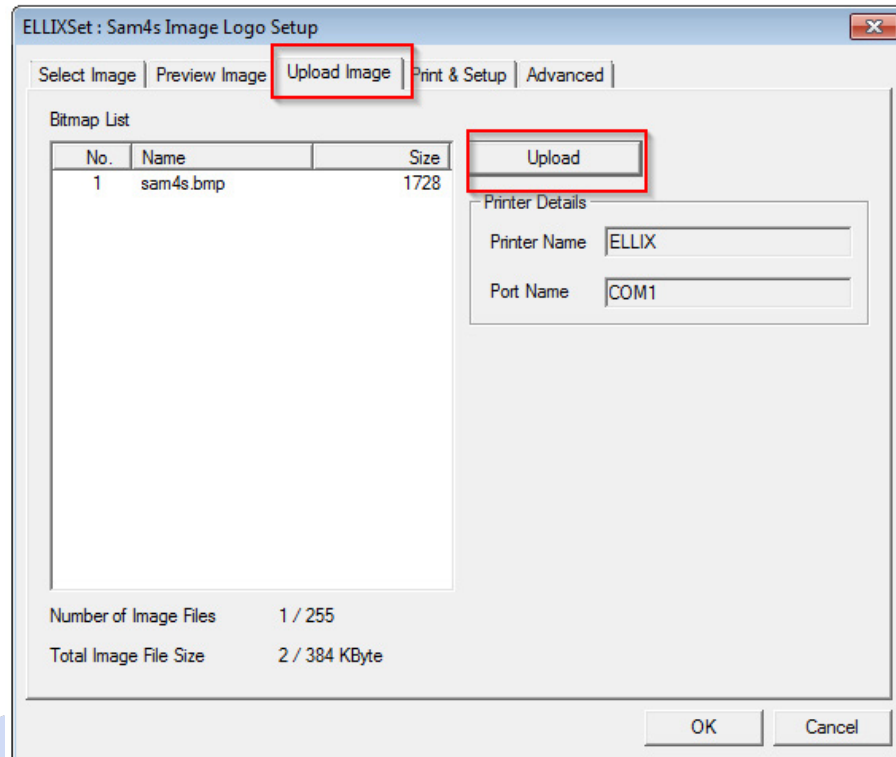 ELLIXSet : Sam4s Image Logo Setup
Select Image Preview Image Upload Image Print & Setup Advanced
Bitmap List
No. Name Size
1 sam4s.bmp 1728
Upload
Printer Details
Printer Name ELLIX
Port Name COM1
Number of Image Files 1 / 255
Total Image File Size 2 / 384 KByte
OK Cancel